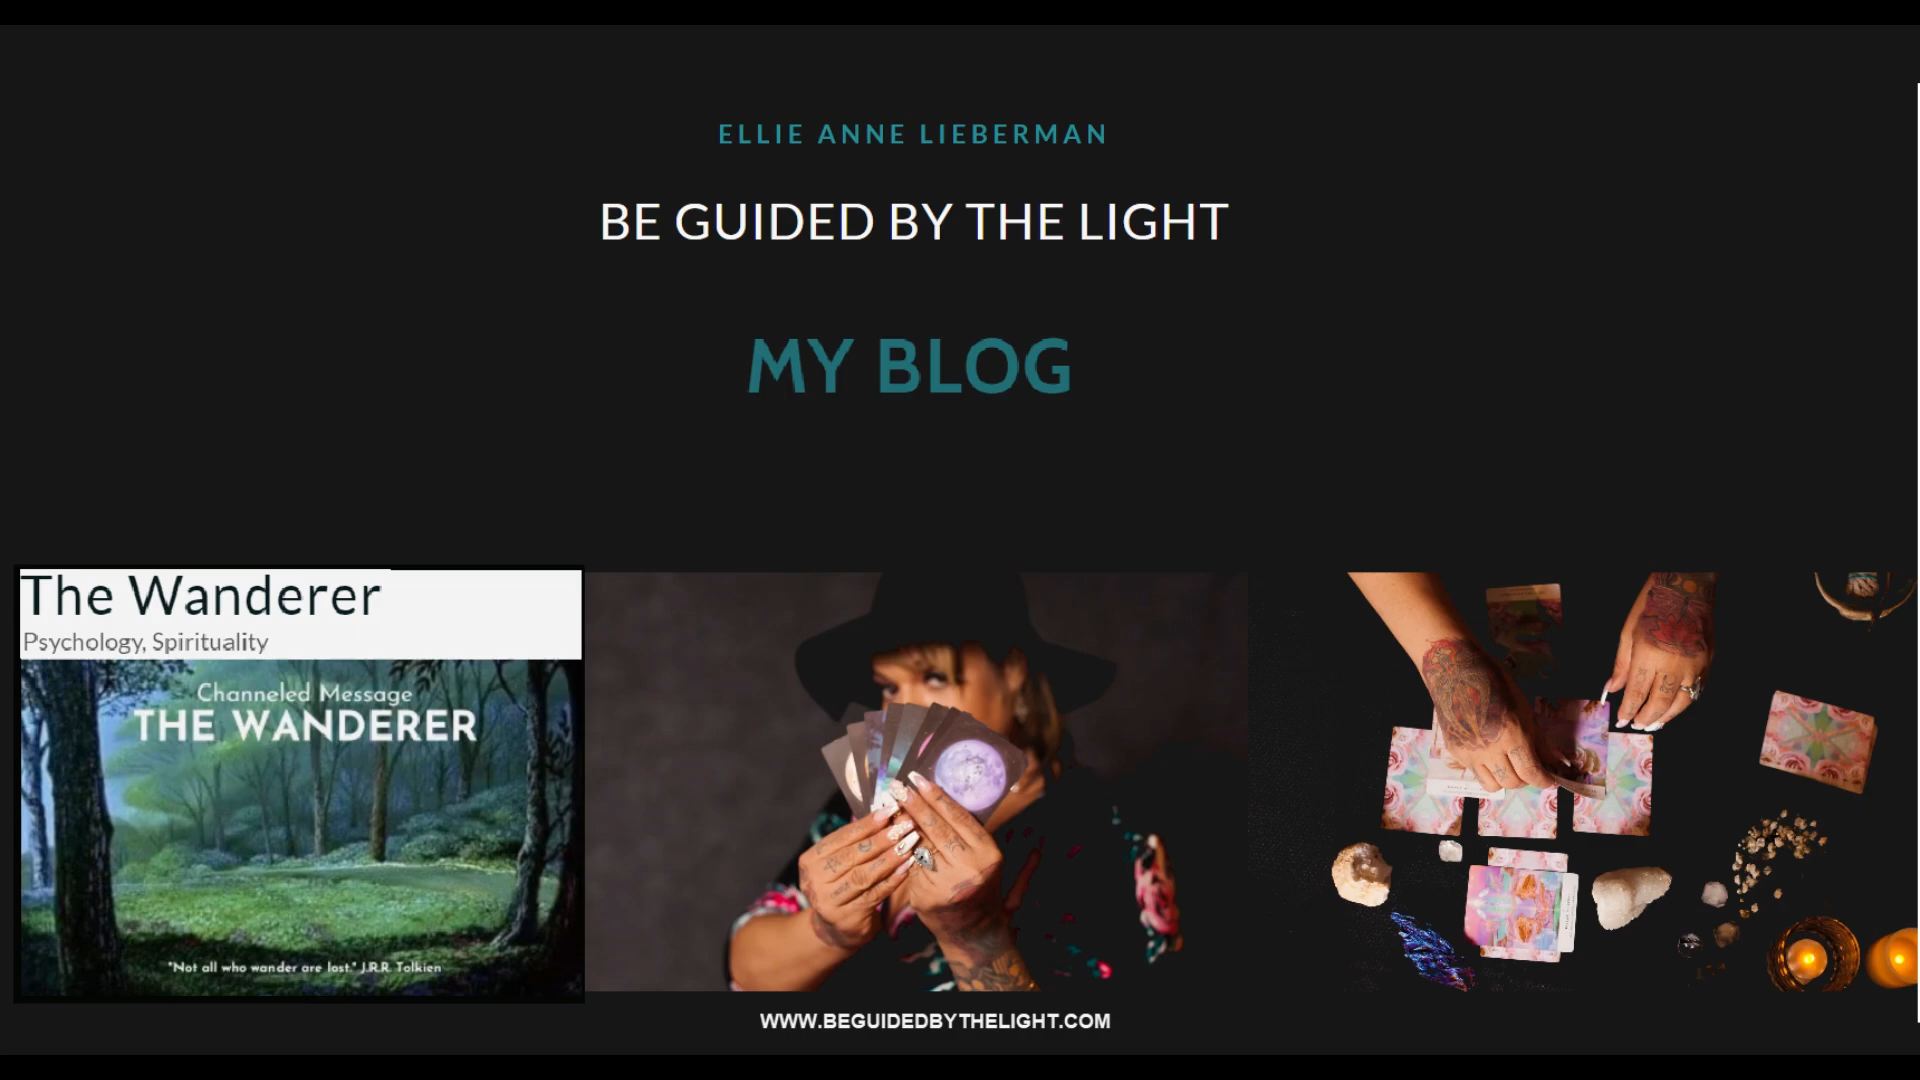 ELLIE ANNE LIEBERMAN
BE GUIDED BY THE LIGHT
MY BLOG
The Wanderer
Psychology, Spirituality
Channeled Message
THE WANDERER
"Not all who wander are lost." J.R.R. Tolkien
WWW.BEGUIDEDBYTHELIGHT.COM